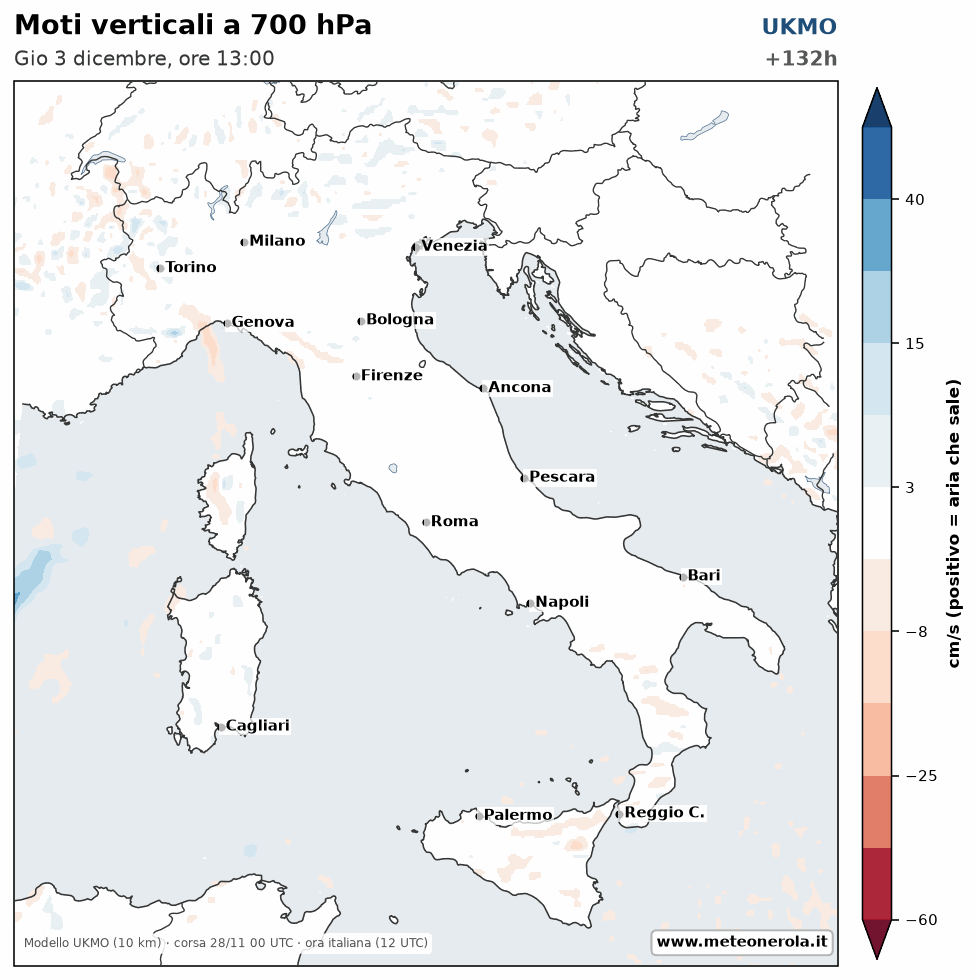 Moti verticali a 700 hPa
UKMO
Gio 3 dicembre, ore 13:00
+132h
Milano
Venezia
Torino
Genova
Bologna
Firenze
Ancona
Pescara
Roma
Bari
Napoli
Cagliari
Palermo
Reggio C.
40
15
3
−8
−25
−60
cm/s (positivo = aria che sale)
Modello UKMO (10 km) · corsa 28/11 00 UTC · ora italiana (12 UTC)
www.meteonerola.it